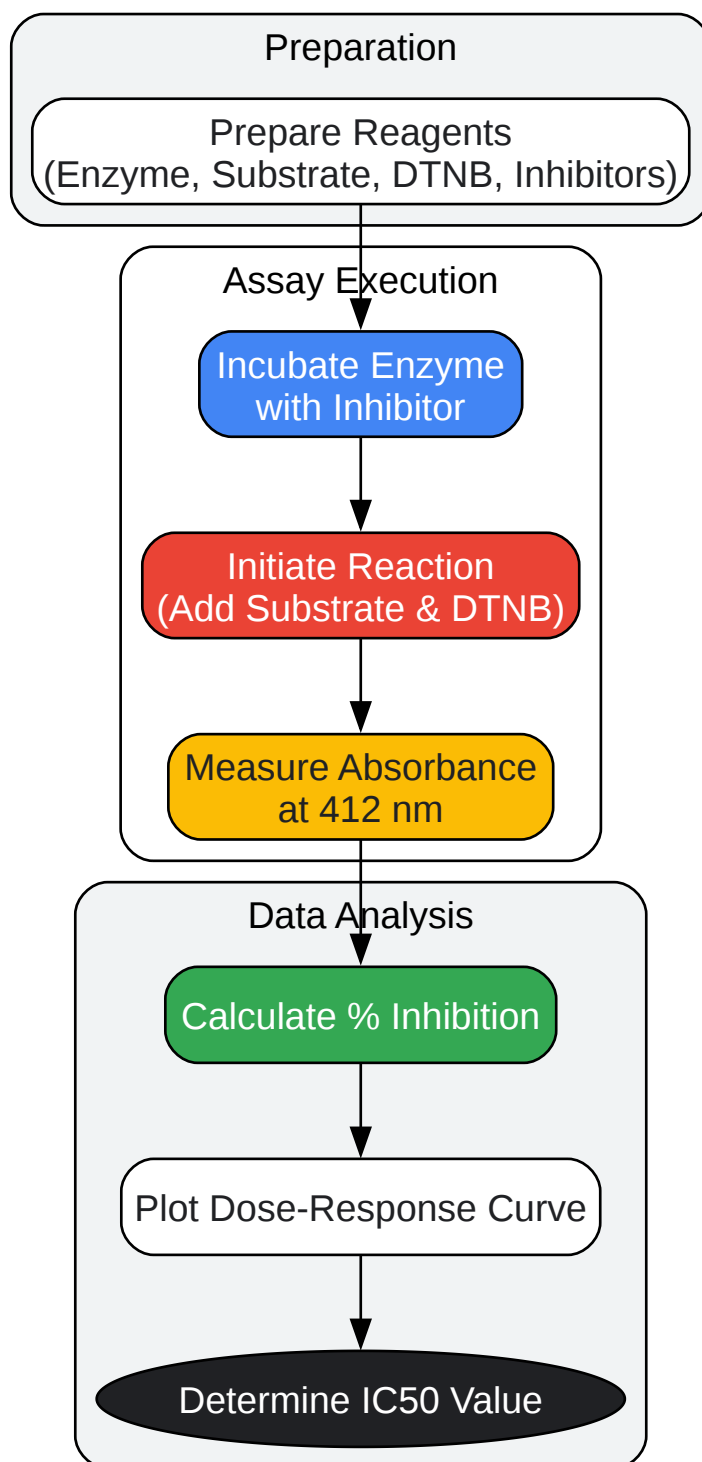 Preparation
Prepare Reagents
(Enzyme, Substrate, DTNB, Inhibitors)
Assay Execution
Incubate Enzyme
with Inhibitor
Initiate Reaction
(Add Substrate & DTNB)
Measure Absorbance
at 412 nm
Data Analysis
Calculate % Inhibition
Plot Dose-Response Curve
Determine IC50 Value